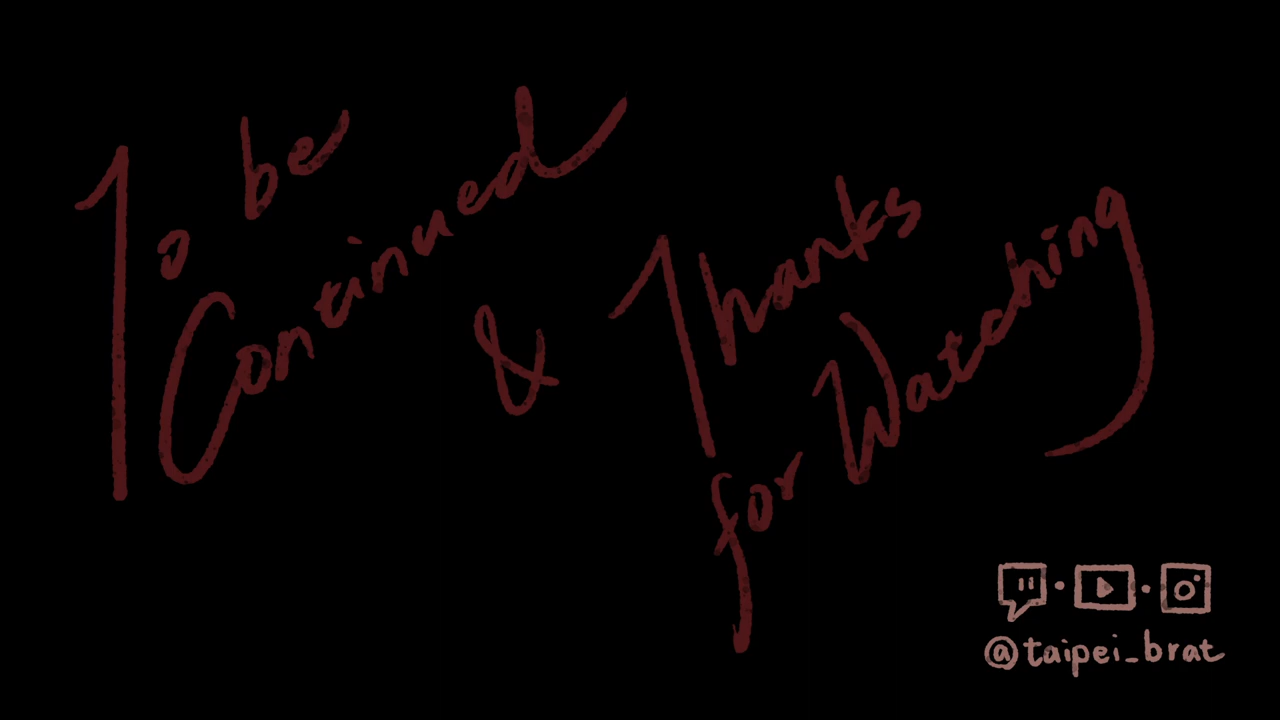 To be
Continued
&
Thanks
for Watching
@taipei_brat